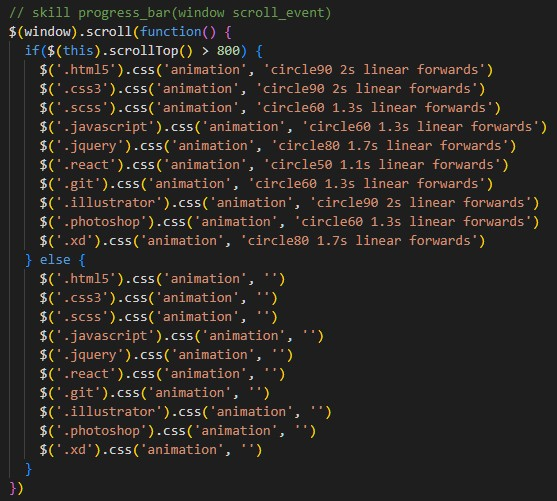 // skill progress_bar(window scroll_event)
$(window).scroll(function() {
if($(this).scrollTop() > 800) {
$('.html5').css('animation', 'circle90 2s linear forwards')
$('.css3').css('animation', 'circle90 2s linear forwards')
$('.scss').css('animation', 'circle60 1.3s linear forwards')
$('.javascript').css('animation', 'circle60 1.3s linear forwards')
$('.jquery').css('animation', 'circle80 1.7s linear forwards')
$('.react').css('animation', 'circle50 1.1s linear forwards')
$('.git').css('animation', 'circle60 1.3s linear forwards')
$('.illustrator').css('animation', 'circle90 2s linear forwards')
$('.photoshop').css('animation', 'circle60 1.3s linear forwards')
$('.xd').css('animation', 'circle80 1.7s linear forwards')
} else {
$('.html5').css('animation', '')
$('.css3').css('animation', '')
$('.scss').css('animation', '')
$('.javascript').css('animation', '')
$('.jquery').css('animation', '')
$('.react').css('animation', '')
$('.git').css('animation', '')
$('.illustrator').css('animation', '')
$('.photoshop').css('animation', '')
$('.xd').css('animation', '')
}
})